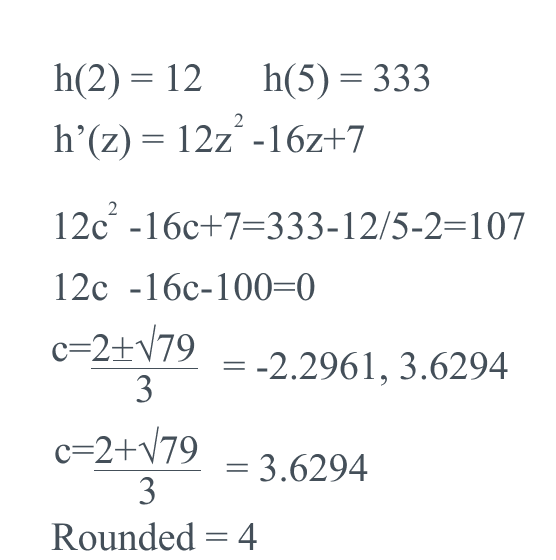 h(2) = 12 h(5) = 333
h’(z) = 12z² -16z+7
12c² -16c+7=333-12/5-2=107
12c -16c-100=0
c=2±√79
3
= -2.2961, 3.6294
c=2+√79
3
= 3.6294
Rounded = 4